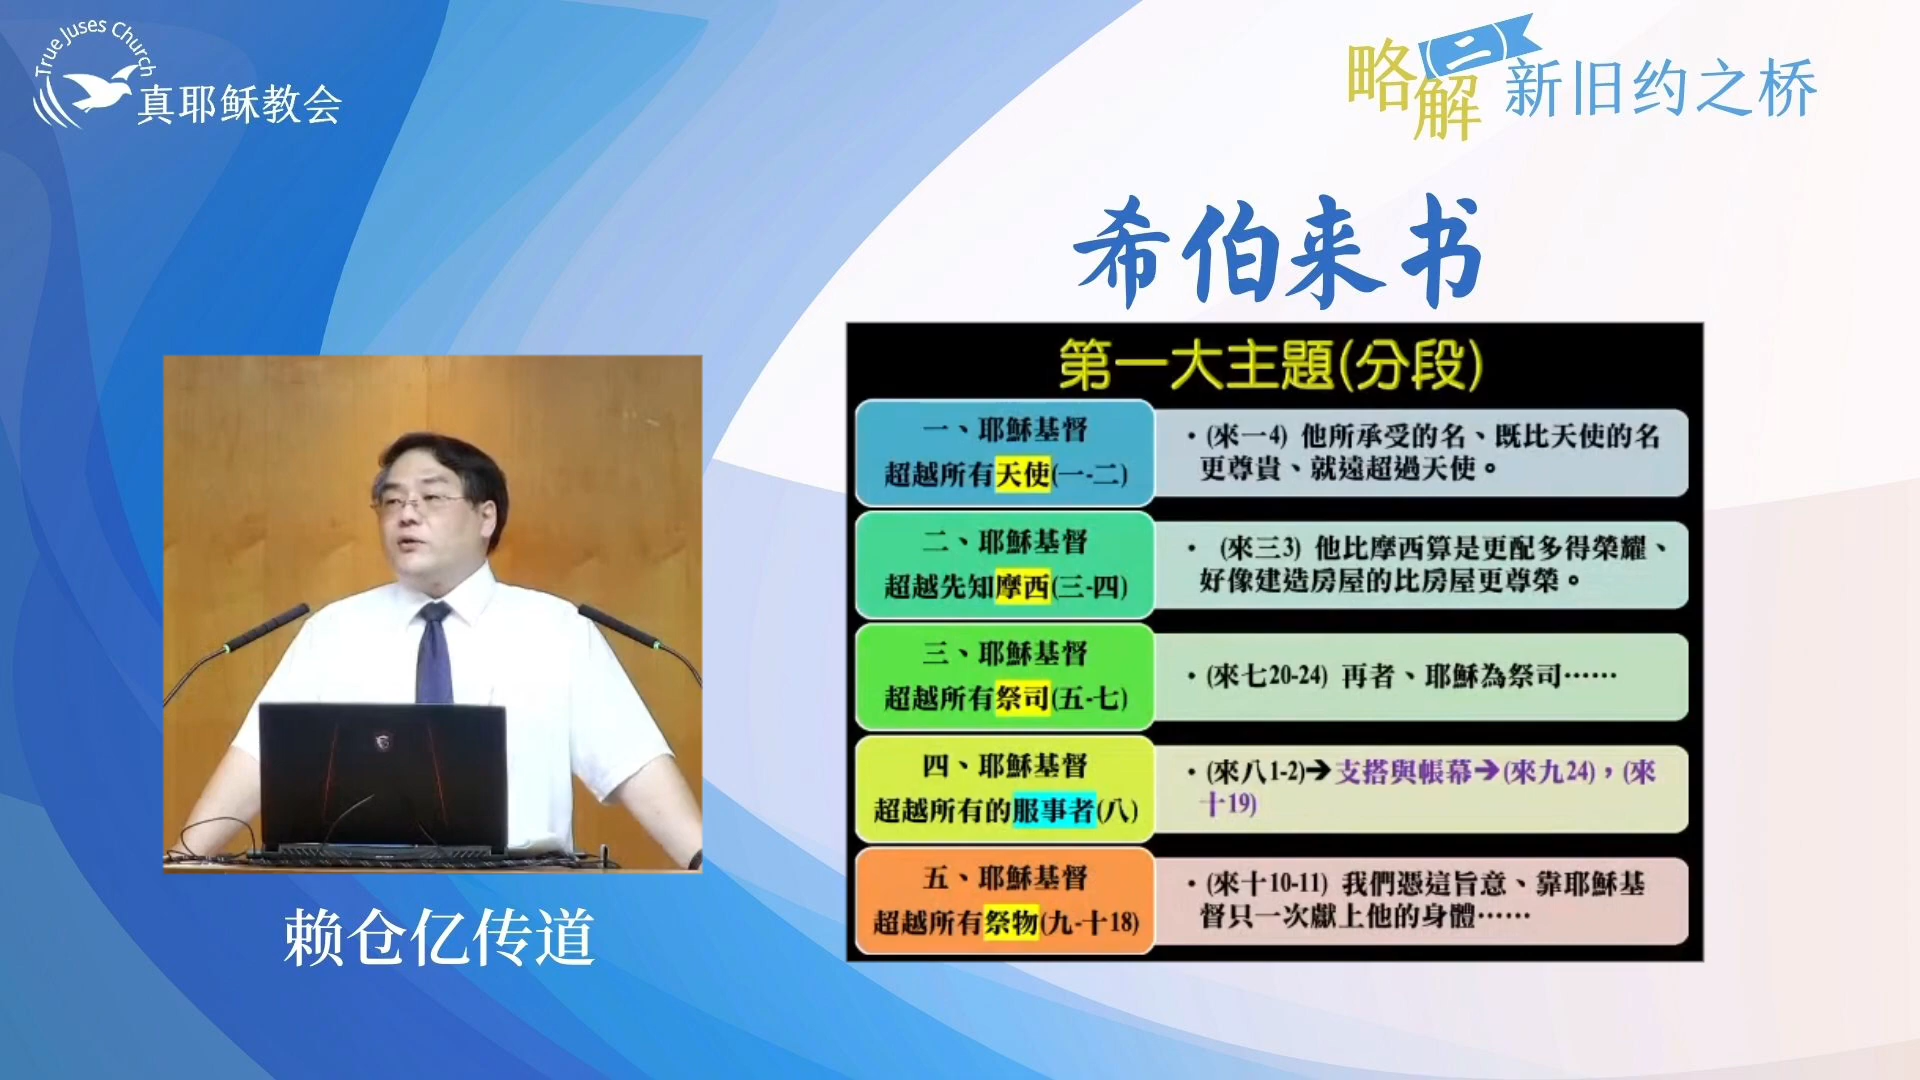 True Juses Church
真耶稣教会
略解
二
新旧约之桥
希伯来书
第一大主題(分段)
一、耶穌基督
超越所有天使(一-二)
・(來一4) 他所承受的名、既比天使的名
更尊貴、就遠超過天使。
二、耶穌基督
超越先知摩西(三-四)
・ (來三3) 他比摩西算是更配多得榮耀、
好像建造房屋的比房屋更尊榮。
三、耶穌基督
超越所有祭司(五-七)
・(來七20-24) 再者、耶穌為祭司……
四、耶穌基督
超越所有的服事者(八)
・(來八1-2)➔支搭與帳幕➔(來九24)，(來
十19)
五、耶穌基督
超越所有祭物(九-十18)
・(來十10-11) 我們憑這旨意、靠耶穌基
督只一次獻上他的身體……
赖仓亿传道